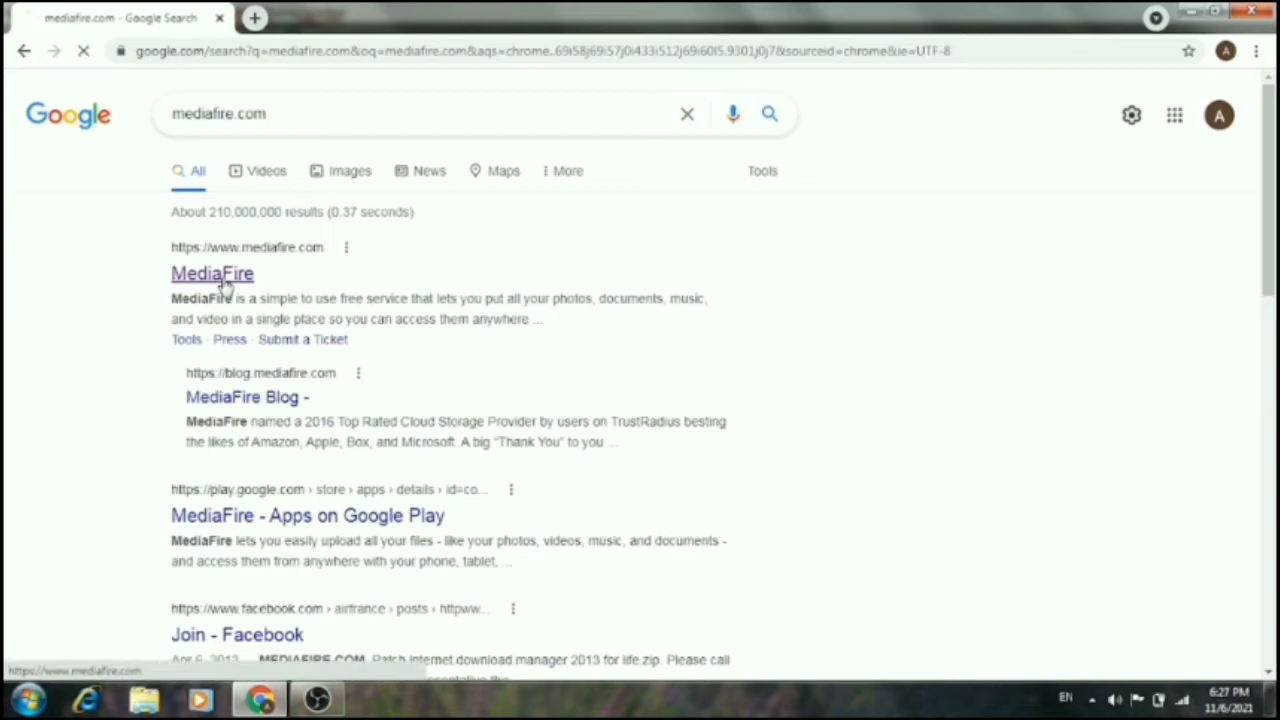 mediafire.com - Google Search
google.com/search?q=mediafire.com&oq=mediafire.com&aqs=chrome..69i58j69i57j0i433i512j69i60l5.9301j0j7&sourceid=chrome&ie=UTF-8
A
Google
mediafire.com
A
All
Videos
Images
News
Maps
More
Tools
About 210,000,000 results (0.37 seconds)
https://www.mediafire.com
MediaFire
MediaFire is a simple to use free service that lets you put all your photos, documents, music,
and video in a single place so you can access them anywhere ...
Tools · Press · Submit a Ticket
https://blog.mediafire.com
MediaFire Blog -
MediaFire named a 2016 Top Rated Cloud Storage Provider by users on TrustRadius besting
the likes of Amazon, Apple, Box, and Microsoft. A big “Thank You” to you ...
https://play.google.com › store › apps › details › id=co...
MediaFire - Apps on Google Play
MediaFire lets you easily upload all your files - like your photos, videos, music, and documents -
and access them from anywhere with your phone, tablet, ...
https://www.facebook.com › airfrance › posts › httpww...
Join - Facebook
Apr 6, 2013 ... MEDIAFIRE.COM. Patch internet download manager 2013 for life.zip. Please call
https://www.mediafire.com
EN
6:27 PM
11/6/2021